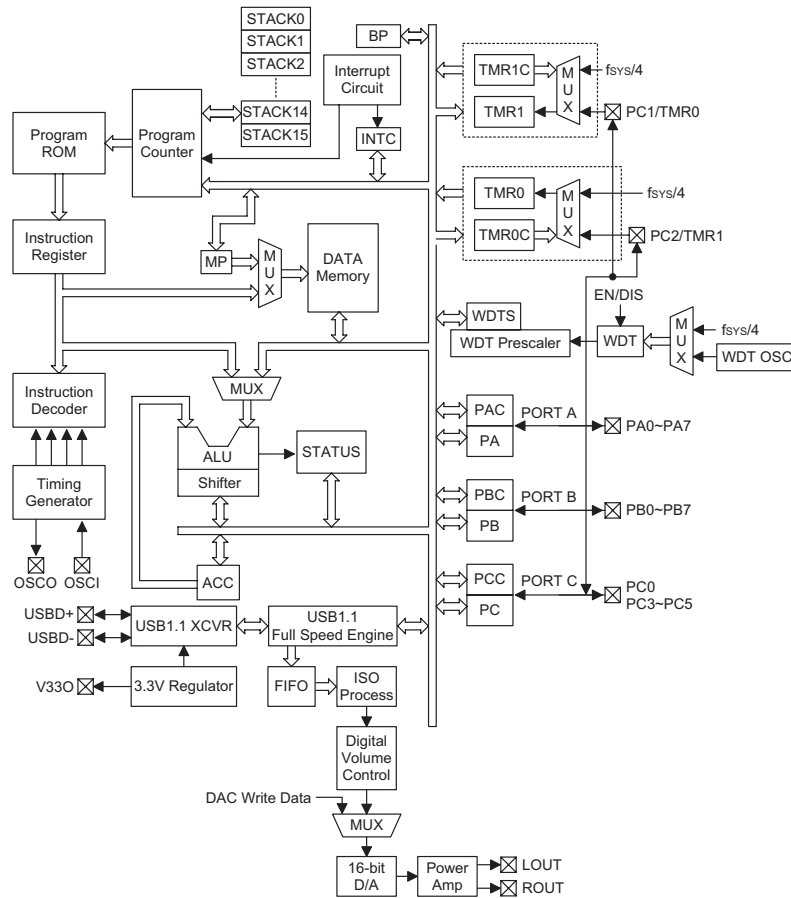 STACK0
STACK1
STACK2
STACK14
STACK15
BP
Interrupt
Circuit
INTC
Program
ROM
Program
Counter
Instruction
Register
MP
MUX
DATA
Memory
TMR1C
TMR1
MUX
fSYS/4
PC1/TMR0
TMR0
TMR0C
MUX
fSYS/4
PC2/TMR1
EN/DIS
WDTS
WDT Prescaler
WDT
MUX
fSYS/4
WDT OSC
Instruction
Decoder
MUX
ALU
Shifter
STATUS
PAC
PA
PORT A
PA0~PA7
Timing
Generator
OSCO
OSCI
PBC
PB
PORT B
PB0~PB7
ACC
PCC
PC
PORT C
PC0
PC3~PC5
USBD+
USBD-
USB1.1 XCVR
USB1.1
Full Speed Engine
V33O
3.3V Regulator
FIFO
ISO
Process
Digital
Volume
Control
DAC Write Data
MUX
16-bit
D/A
Power
Amp
LOUT
ROUT